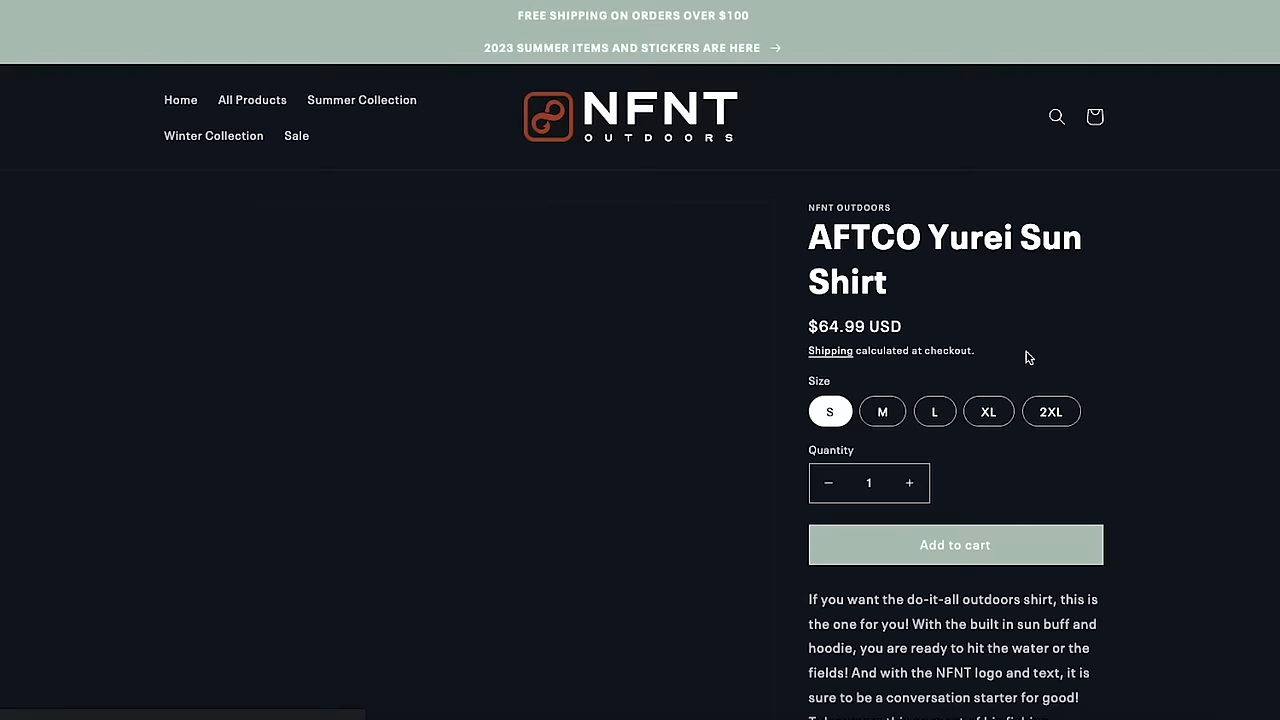 FREE SHIPPING ON ORDERS OVER $100
2023 SUMMER ITEMS AND STICKERS ARE HERE →
Home All Products Summer Collection
Winter Collection Sale
NFNT
OUTDOORS
NFNT OUTDOORS
AFTCO Yurei Sun
Shirt
$64.99 USD
Shipping calculated at checkout.
Size
S M L XL 2XL
Quantity
− 1 +
Add to cart
If you want the do-it-all outdoors shirt, this is
the one for you! With the built in sun buff and
hoodie, you are ready to hit the water or the
fields! And with the NFNT logo and text, it is
sure to be a conversation starter for good!